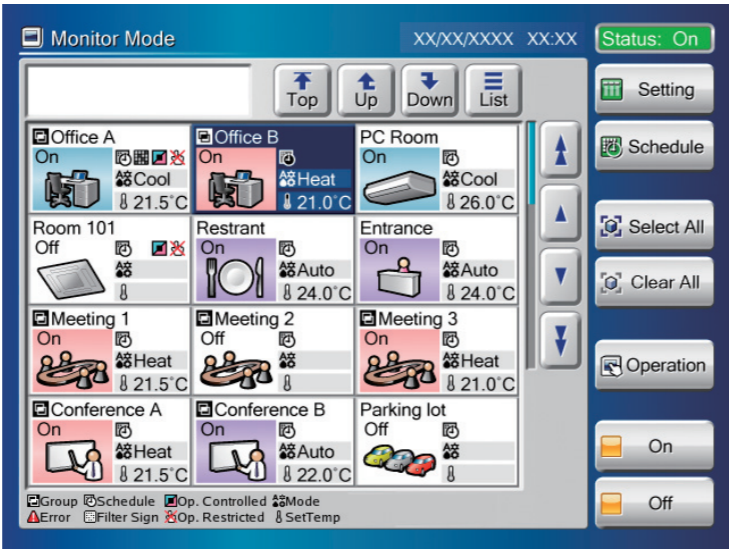 Monitor Mode XX/XX/XXXX XX:XX Status: On
Top Up Down List
Setting
Schedule
Select All
Clear All
Operation
On
Off
Office A
On
Cool
21.5°C
Office B
On
Heat
21.0°C
PC Room
On
Cool
26.0°C
Room 101
Off
Restrant
On
Auto
24.0°C
Entrance
On
Auto
24.0°C
Meeting 1
On
Heat
21.5°C
Meeting 2
Off
Meeting 3
On
Heat
21.0°C
Conference A
On
Heat
21.5°C
Conference B
On
Auto
22.0°C
Parking lot
Off
Group Schedule Op. Controlled Mode
Error Filter Sign Op. Restricted SetTemp